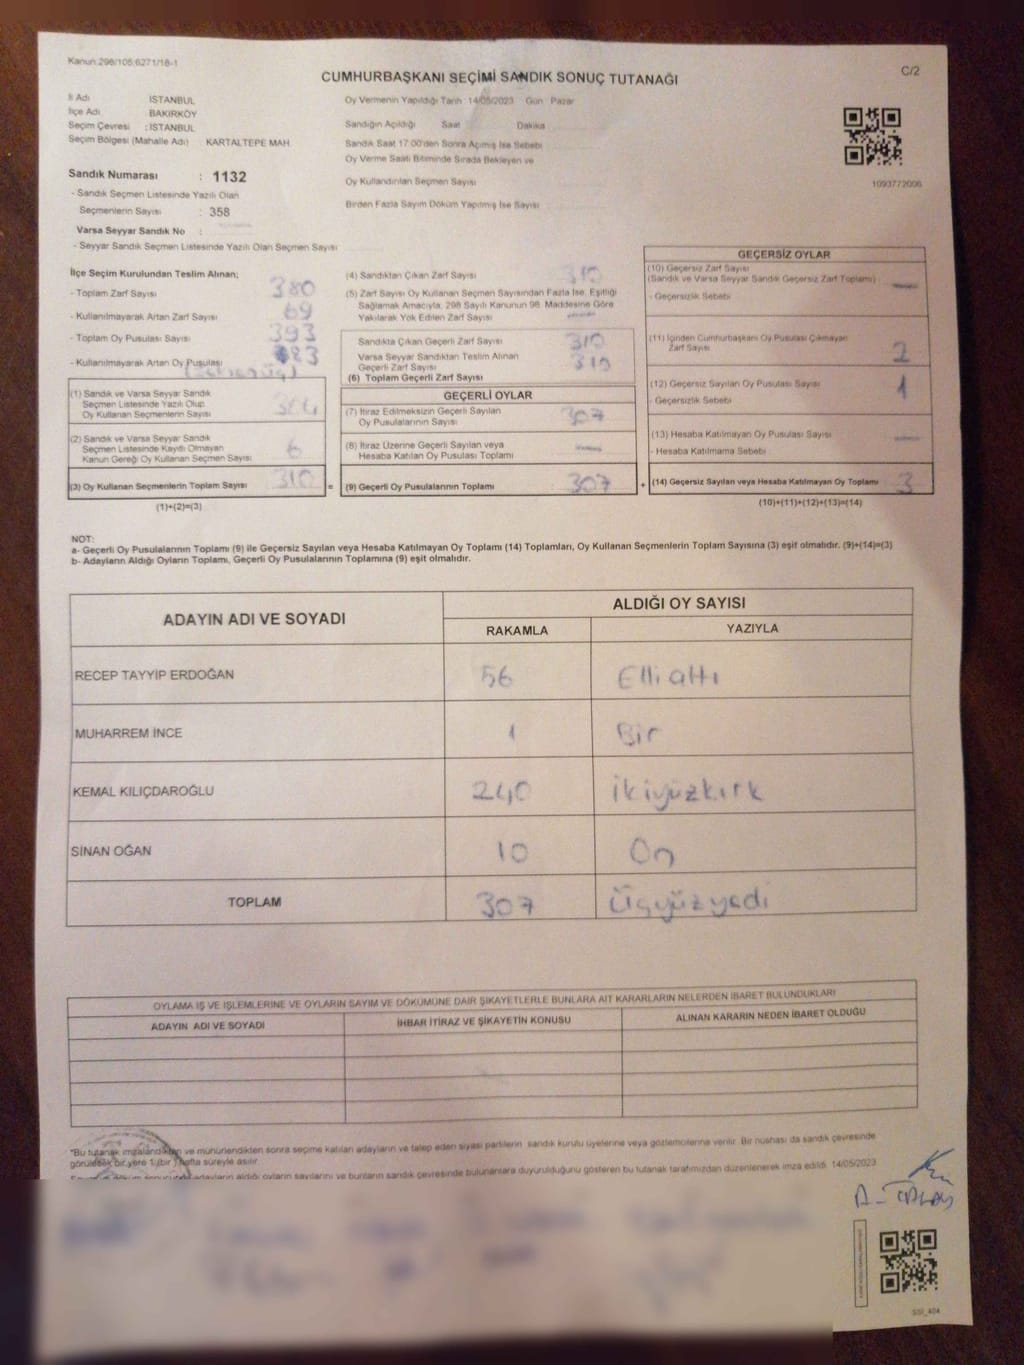 Kanun:298/105;6271/18-1
CUMHURBAŞKANI SEÇİMİ SANDIK SONUÇ TUTANAĞI
C/2
İl Adı İSTANBUL
İlçe Adı BAKIRKÖY
Seçim Çevresi : İSTANBUL
Seçim Bölgesi (Mahalle Adı) KARTALTEPE MAH.
Oy Vermenin Yapıldığı Tarih 14/05/2023 Gün Pazar
Sandığın Açıldığı Saat Dakika
Sandık Saat 17.00'den Sonra Açımış İse Sebebi
Oy Verme Saati Bitiminde Sırada Bekleyen ve
Oy Kullandırılan Seçmen Sayısı
Birden Fazla Sayım Döküm Yapılmış İse Sayısı
1093772006
Sandık Numarası : 1132
- Sandık Seçmen Listesinde Yazılı Olan
Seçmenlerin Sayısı : 358
Varsa Seyyar Sandık No :
- Seyyar Sandık Seçmen Listesinde Yazılı Olan Seçmen Sayısı
İlçe Seçim Kurulundan Teslim Alınan;
- Toplam Zarf Sayısı 380
- Kullanılmayarak Artan Zarf Sayısı 69
- Toplam Oy Pusulası Sayısı 393
- Kullanılmayarak Artan Oy Pusulası 83
(1) Sandık ve Varsa Seyyar Sandık
Seçmen Listesinde Yazılı Olup
Oy Kullanan Seçmenlerin Sayısı 304
(2) Sandık ve Varsa Seyyar Sandık
Seçmen Listesinde Kayıtlı Olmayan
Kanun Gereği Oy Kullanan Seçmen Sayısı 6
(3) Oy Kullanan Seçmenlerin Toplam Sayısı 310
(1)+(2)=(3)
(4) Sandıktan Çıkan Zarf Sayısı 310
(5) Zarf Sayısı Oy Kullanan Seçmen Sayısından Fazla İse, Eşitliği
Sağlamak Amacıyla, 298 Sayılı Kanunun 98. Maddesine Göre
Yakılarak Yok Edilen Zarf Sayısı —
Sandıkta Çıkan Geçerli Zarf Sayısı 310
Varsa Seyyar Sandıktan Teslim Alınan
Geçerli Zarf Sayısı
(6) Toplam Geçerli Zarf Sayısı 310
GEÇERLİ OYLAR
(7) İtiraz Edilmeksizin Geçerli Sayılan
Oy Pusulalarının Sayısı 307
(8) İtiraz Üzerine Geçerli Sayılan veya
Hesaba Katılan Oy Pusulası Toplamı —
= (9) Geçerli Oy Pusulalarının Toplamı : 307
GEÇERSİZ OYLAR
(10) Geçersiz Zarf Sayısı
(Sandık ve Varsa Seyyar Sandık Geçersiz Zarf Toplamı) —
- Geçersizlik Sebebi
(11) İçinden Cumhurbaşkanı Oy Pusulası Çıkmayan
Zarf Sayısı 2
(12) Geçersiz Sayılan Oy Pusulası Sayısı 1
- Geçersizlik Sebebi
(13) Hesaba Katılmayan Oy Pusulası Sayısı —
- Hesaba Katılmama Sebebi
+ (14) Geçersiz Sayılan veya Hesaba Katılmayan Oy Toplamı 3
(10)+(11)+(12)+(13)=(14)
NOT:
a- Geçerli Oy Pusulalarının Toplamı (9) ile Geçersiz Sayılan veya Hesaba Katılmayan Oy Toplamı (14) Toplamları, Oy Kullanan Seçmenlerin Toplam Sayısına (3) eşit olmalıdır. (9)+(14)=(3)
b- Adayların Aldığı Oyların Toplamı, Geçerli Oy Pusulalarının Toplamına (9) eşit olmalıdır.
ADAYIN ADI VE SOYADI ALDIĞI OY SAYISI
RAKAMLA YAZIYLA
RECEP TAYYİP ERDOĞAN 56 Elli altı
MUHARREM İNCE 1 Bir
KEMAL KILIÇDAROĞLU 240 ikiyüzkırk
SİNAN OĞAN 10 On
TOPLAM 307 Üçyüzyedi
OYLAMA İŞ VE İŞLEMLERİNE VE OYLARIN SAYIM VE DÖKÜMÜNE DAİR ŞİKAYETLERLE BUNLARA AİT KARARLARIN NELERDEN İBARET BULUNDUKLARI
ADAYIN ADI VE SOYADI İHBAR İTİRAZ VE ŞİKAYETİN KONUSU ALINAN KARARIN NEDEN İBARET OLDUĞU
"Bu tutanak imzalandıktan ve mühürlendikten sonra seçime katılan adayların ve talep eden siyasi partilerin sandık kurulu üyelerine veya gözlemcilerine verilir. Bir nüshası da sandık çevresinde
görülebilen bir yere 1 (bir) hafta süreyle asılır.
adayların aldığı oyların sayılarını ve bunların sandık çevresinde bulunanlara duyurulduğunu gösteren bu tutanak tarafımızdan düzenlenerek imza edildi. 14/05/2023
SSI_404